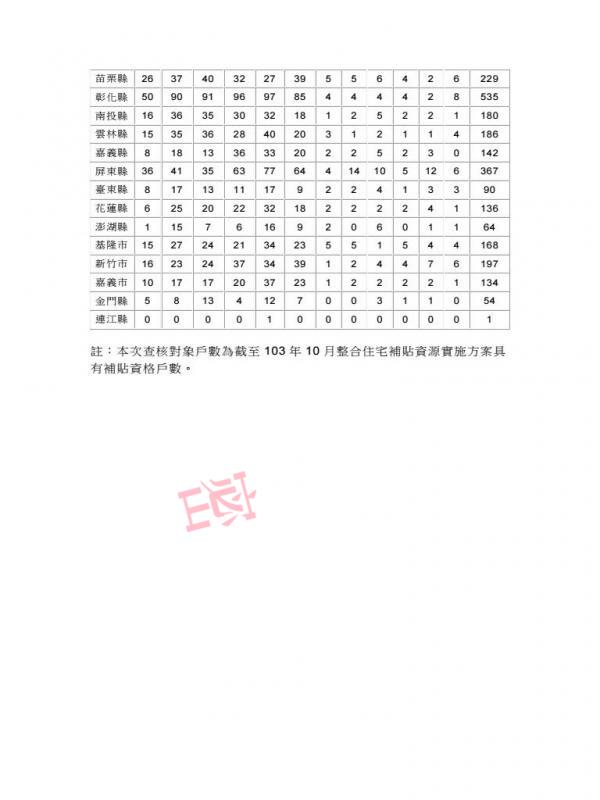 苗栗縣 26 37 40 32 27 39 5 5 6 4 2 6 229
彰化縣 50 90 91 96 97 85 4 4 4 4 2 8 535
南投縣 16 36 35 30 32 18 1 2 5 2 2 1 180
雲林縣 15 35 36 28 40 20 3 1 2 1 1 4 186
嘉義縣 8 18 13 36 33 20 2 2 5 2 3 0 142
屏東縣 36 41 35 63 77 64 4 14 10 5 12 6 367
臺東縣 8 17 13 11 17 9 2 2 4 1 3 3 90
花蓮縣 6 25 20 22 32 18 2 2 2 2 4 1 136
澎湖縣 1 15 7 6 16 9 2 0 6 0 1 1 64
基隆市 15 27 24 21 34 23 5 5 1 5 4 4 168
新竹市 16 23 24 37 34 39 1 2 4 4 7 6 197
嘉義市 10 17 17 20 37 23 1 2 2 2 2 1 134
金門縣 5 8 13 4 12 7 0 0 3 1 1 0 54
連江縣 0 0 0 0 1 0 0 0 0 0 0 0 1
註：本次查核對象戶數為截至 103 年 10 月整合住宅補貼資源實施方案具
有補貼資格戶數。